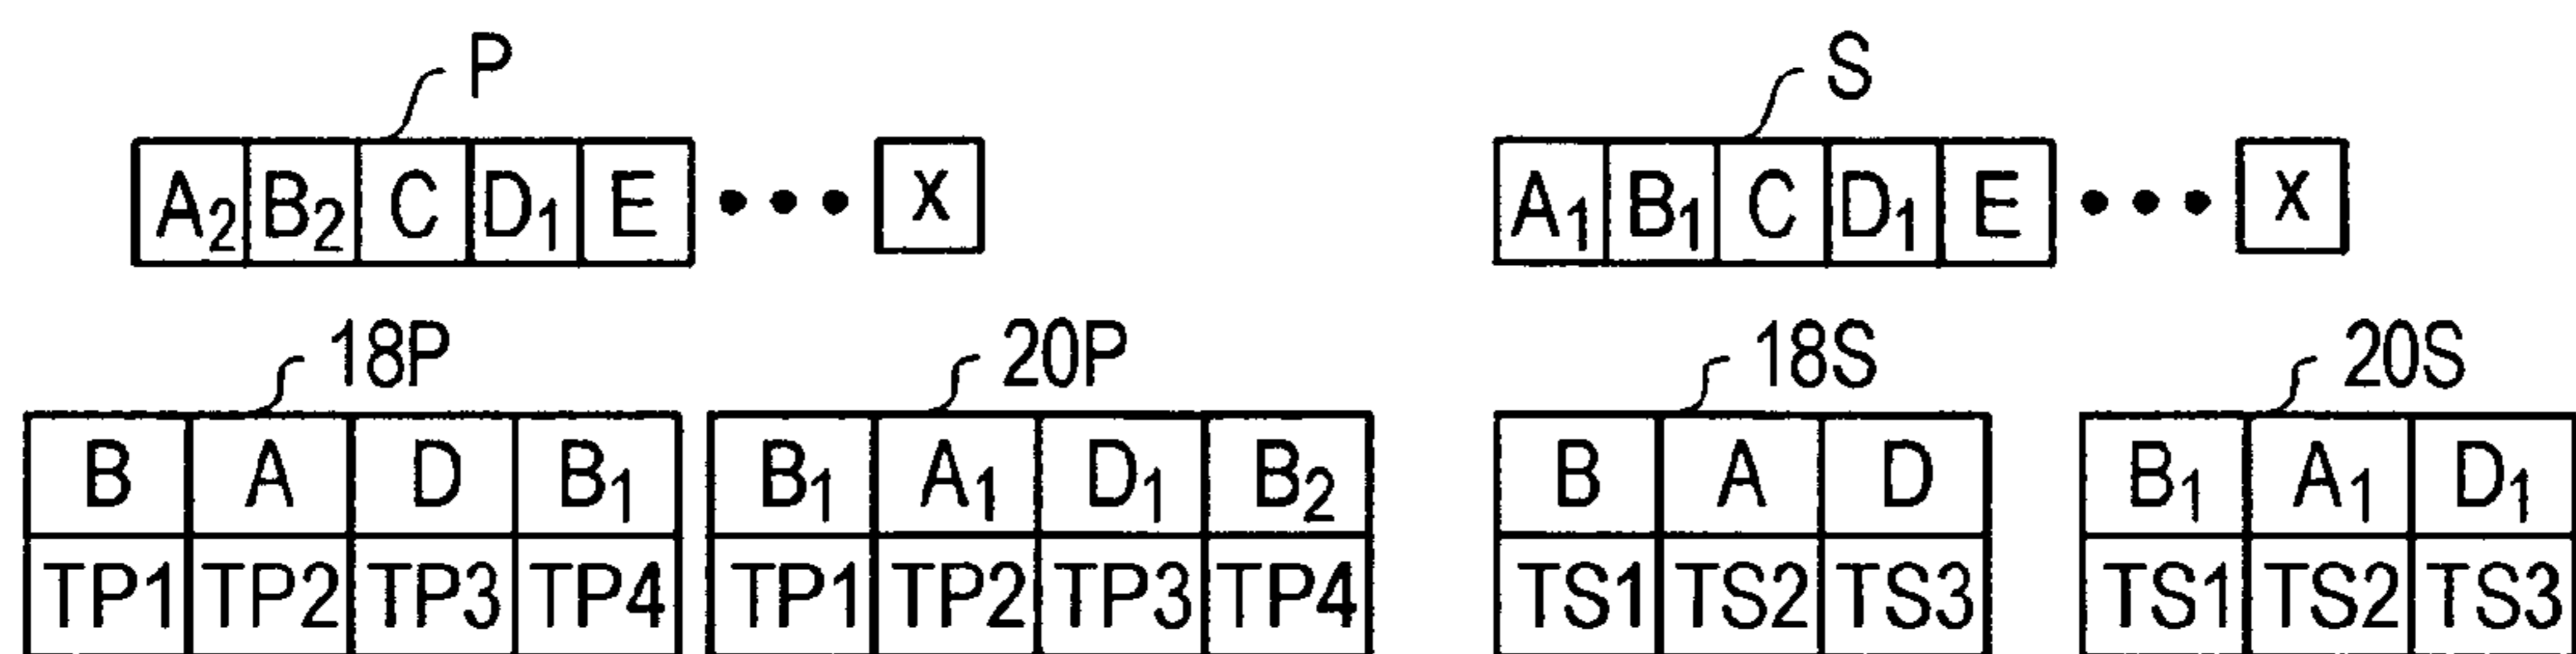 P S
A₂ B₂ C D₁ E ••• X A₁ B₁ C D₁ E ••• X
18P 20P 18S 20S
B A D B₁ B₁ A₁ D₁ B₂ B A D B₁ A₁ D₁
TP1 TP2 TP3 TP4 TP1 TP2 TP3 TP4 TS1 TS2 TS3 TS1 TS2 TS3